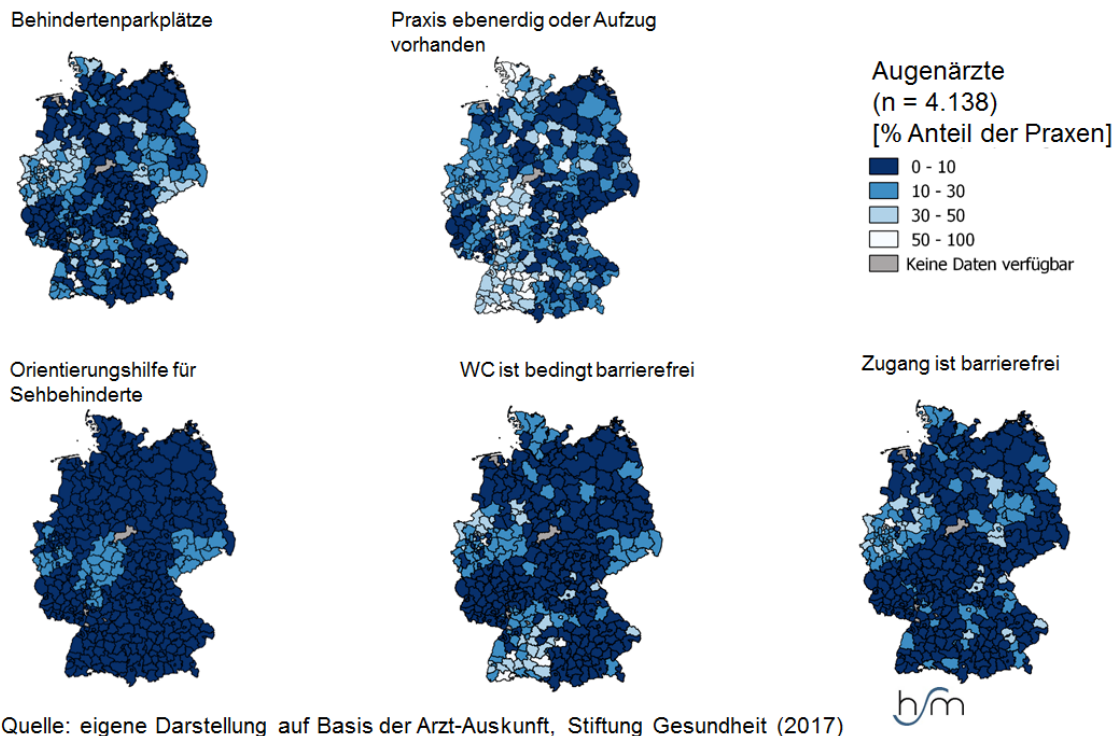 Behindertenparkplätze
Praxis ebenerdig oder Aufzug
vorhanden
Augenärzte
(n = 4.138)
[% Anteil der Praxen]
0 - 10
10 - 30
30 - 50
50 - 100
Keine Daten verfügbar
Orientierungshilfe für
Sehbehinderte
WC ist bedingt barrierefrei
Zugang ist barrierefrei
hsm
Quelle: eigene Darstellung auf Basis der Arzt-Auskunft, Stiftung Gesundheit (2017)